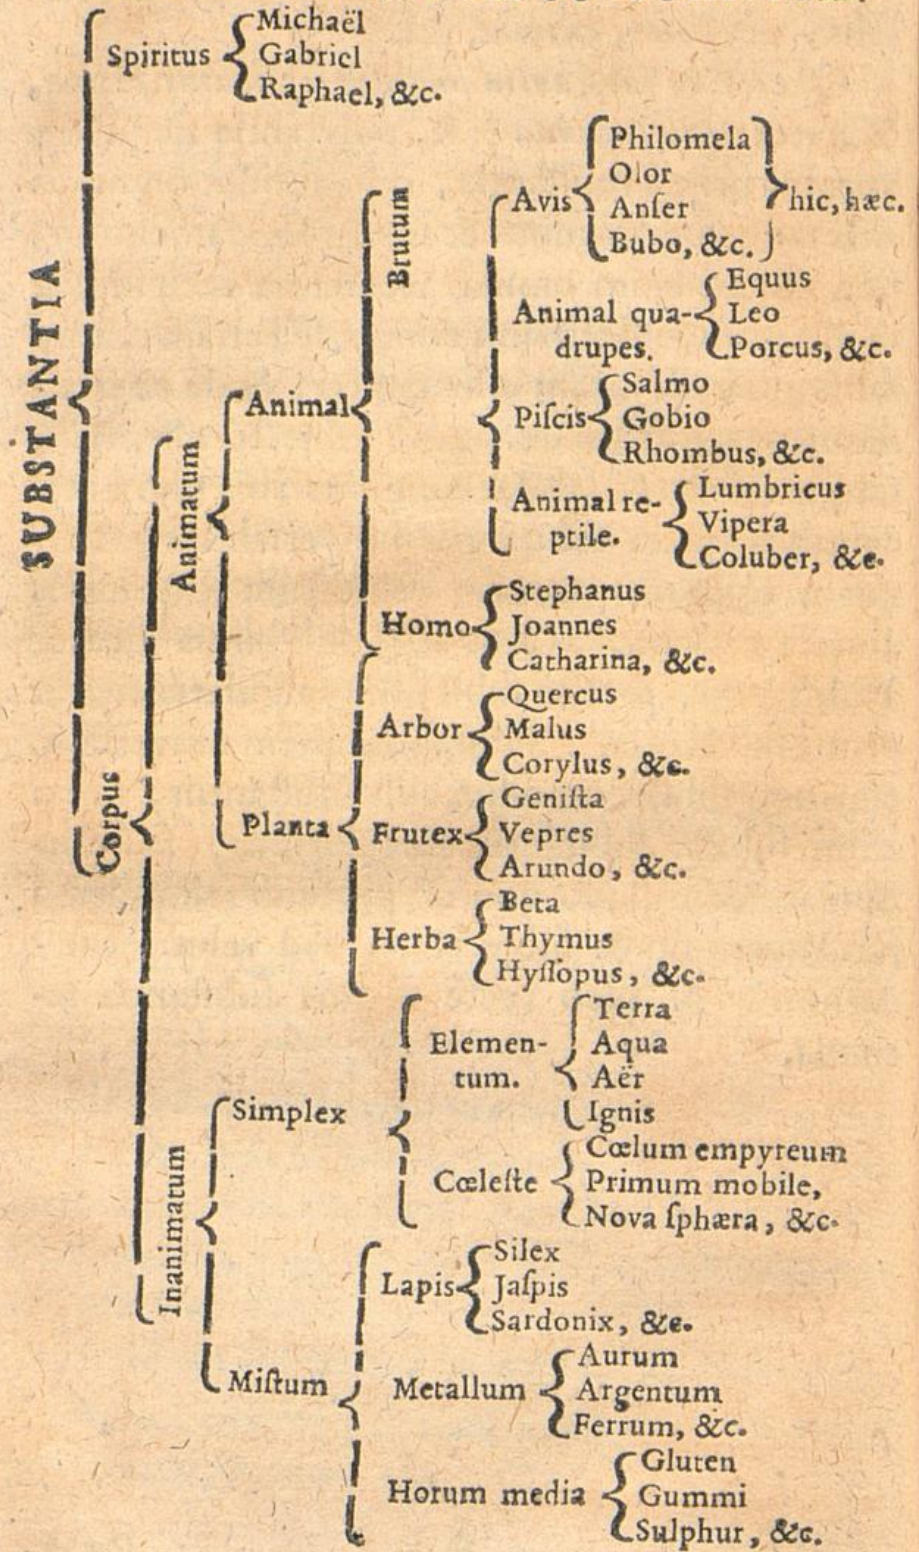 SUBSTANTIA
Spiritus
Michaël
Gabriel
Raphael, &c.
Corpus
Animatum
Animal
Brutum
Avis
Philomela
Olor
Anſer
Bubo, &c.
hic, hæc.
Animal qua-
drupes.
Equus
Leo
Porcus, &c.
Piſcis
Salmo
Gobio
Rhombus, &c.
Animal re-
ptile.
Lumbricus
Vipera
Coluber, &c.
Homo
Stephanus
Joannes
Catharina, &c.
Planta
Arbor
Quercus
Malus
Corylus, &c.
Frutex
Geniſta
Vepres
Arundo, &c.
Herba
Beta
Thymus
Hyſſopus, &c.
Inanimatum
Simplex
Elemen-
tum.
Terra
Aqua
Aër
Ignis
Cœleſte
Cœlum empyreum
Primum mobile,
Nova ſphæra, &c.
Miſtum
Lapis
Silex
Jaſpis
Sardonix, &c.
Metallum
Aurum
Argentum
Ferrum, &c.
Horum media
Gluten
Gummi
Sulphur, &c.